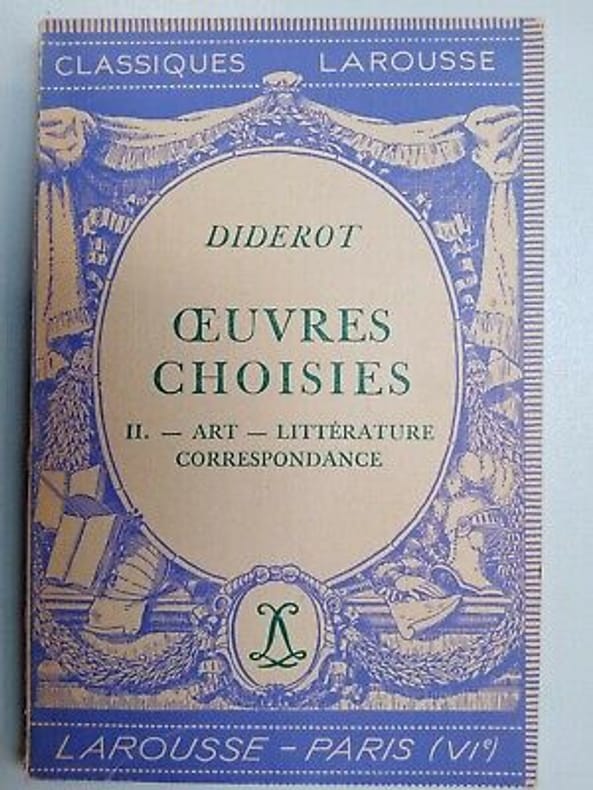 CLASSIQUES LAROUSSE
DIDEROT
ŒUVRES
CHOISIES
II. — ART — LITTÉRATURE
CORRESPONDANCE
LAROUSSE – PARIS (VIᵉ)